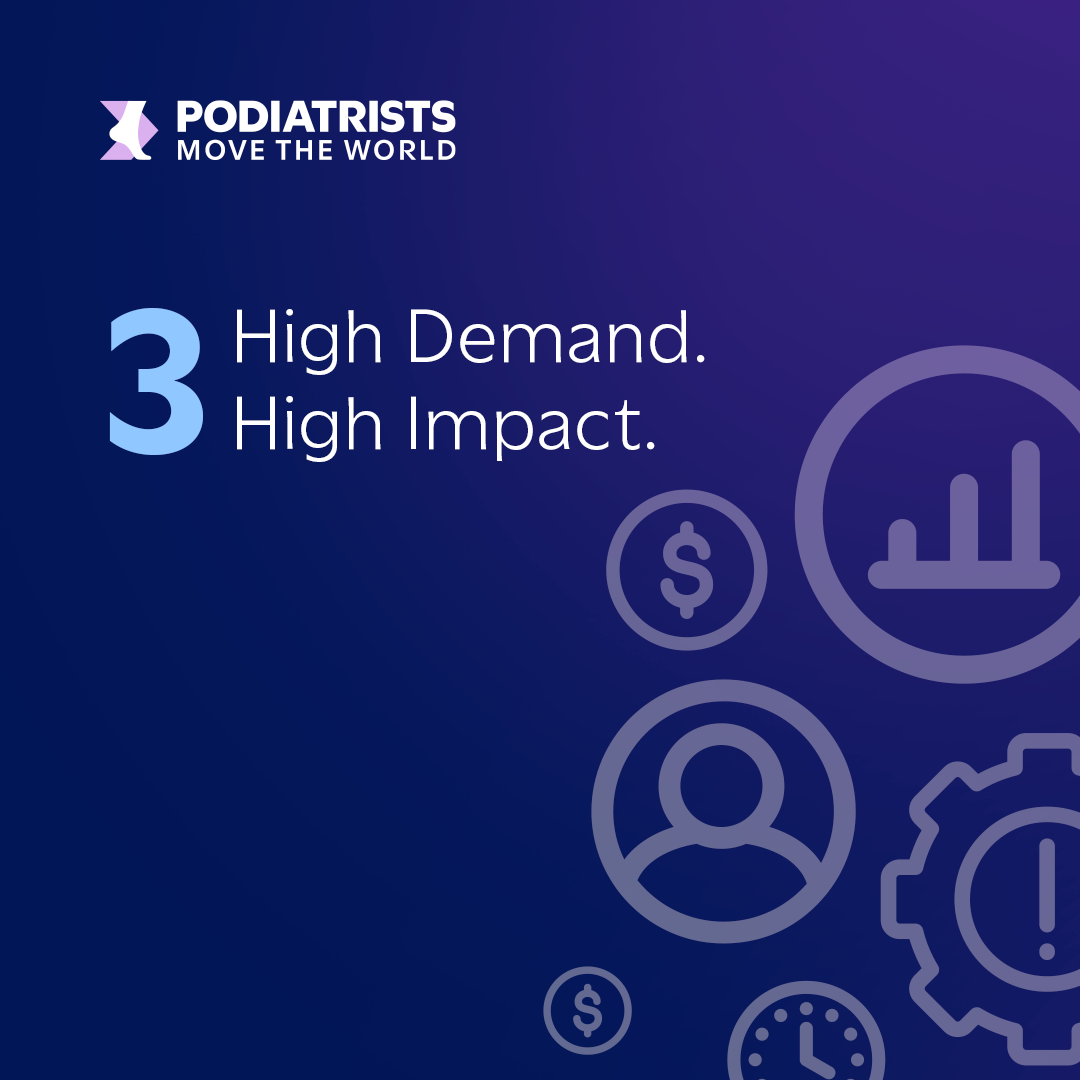 PODIATRISTS
MOVE THE WORLD
3 High Demand.
High Impact.
$
$
!